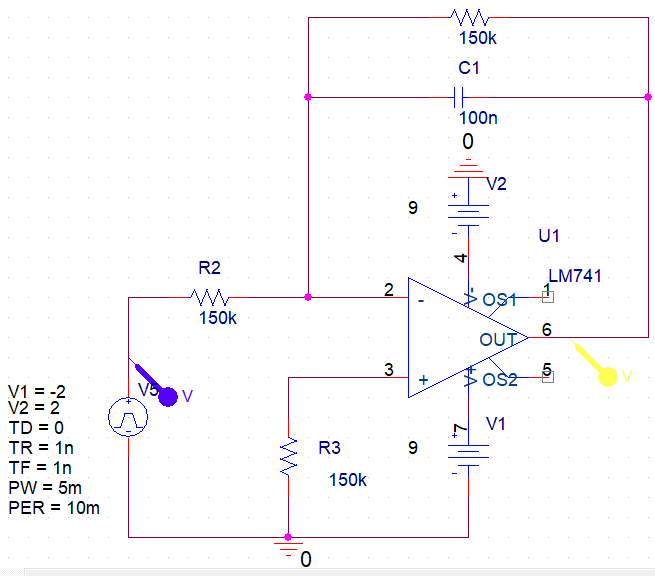 150k
C1
100n
0
V2
+
9
-
U1
4
R2
LM741
2
-
V-
OS1
1
150k
OUT
6
V
3
+
V+
OS2
5
V5
V
V1 = -2
V2 = 2
TD = 0
TR = 1n
TF = 1n
PW = 5m
PER = 10m
+
-
7
V1
+
R3
9
150k
-
0